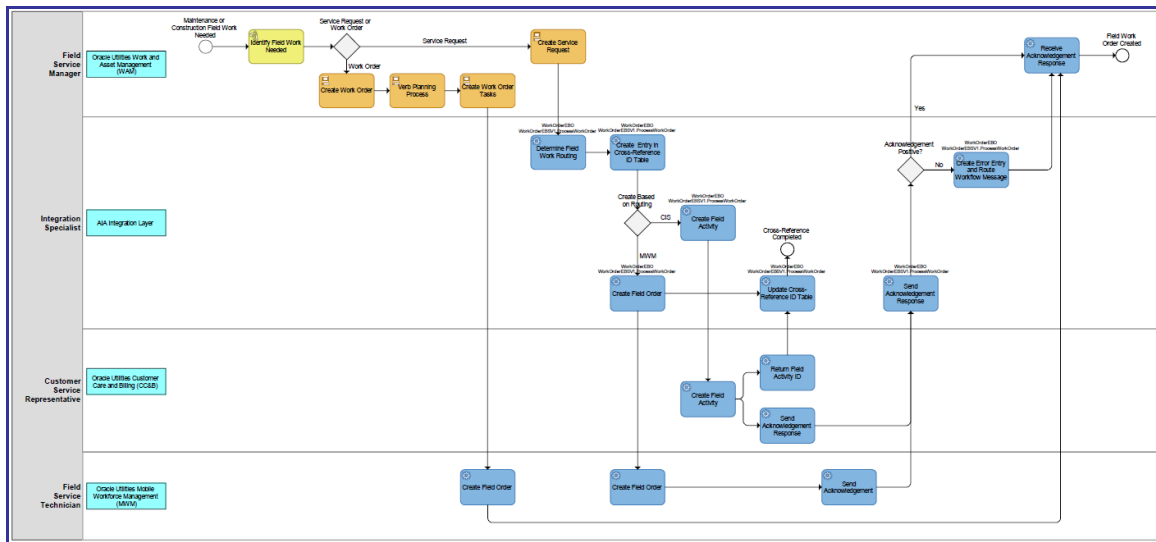 Maintenance or
Construction Field Work
Needed
Service Request or
Work Order
Field Work
Order Created
Field
Service
Manager
Oracle Utilities Work and
Asset Management
(WAM)
Identify Field Work
Needed
Service Request
Create Service
Request
Receive
Acknowledgement
Response
Work Order
Create Work Order
Verb Planning
Process
Create Work Order
Tasks
Yes
WorkOrderEBO
WorkOrderEBSV1.ProcessWorkOrder
WorkOrderEBO
WorkOrderEBSV1.ProcessWorkOrder
Determine Field
Work Routing
Create Entry in
Cross-Reference
ID Table
Acknowledgement
Positive?
No
WorkOrderEBO
WorkOrderEBSV1.ProcessWorkOrder
Create Error Entry
and Route
Workflow Message
Integration
Specialist
AIA Integration Layer
Create Based
on Routing
CIS
WorkOrderEBO
WorkOrderEBSV1.ProcessWorkOrder
Create Field
Activity
Cross-Reference
Completed
MWM
WorkOrderEBO
WorkOrderEBSV1.ProcessWorkOrder
Create Field Order
WorkOrderEBO
WorkOrderEBSV1.ProcessWorkOrder
Update Cross-
Reference ID Table
WorkOrderEBO
WorkOrderEBSV1.ProcessWorkOrder
Send
Acknowledgement
Response
Customer
Service
Representative
Oracle Utilities Customer
Care and Billing (CC&B)
Create Field
Activity
Return Field
Activity ID
Send
Acknowledgement
Response
Field
Service
Technician
Oracle Utilities Mobile
Workforce Management
(MWM)
Create Field Order
Create Field Order
Send
Acknowledgement